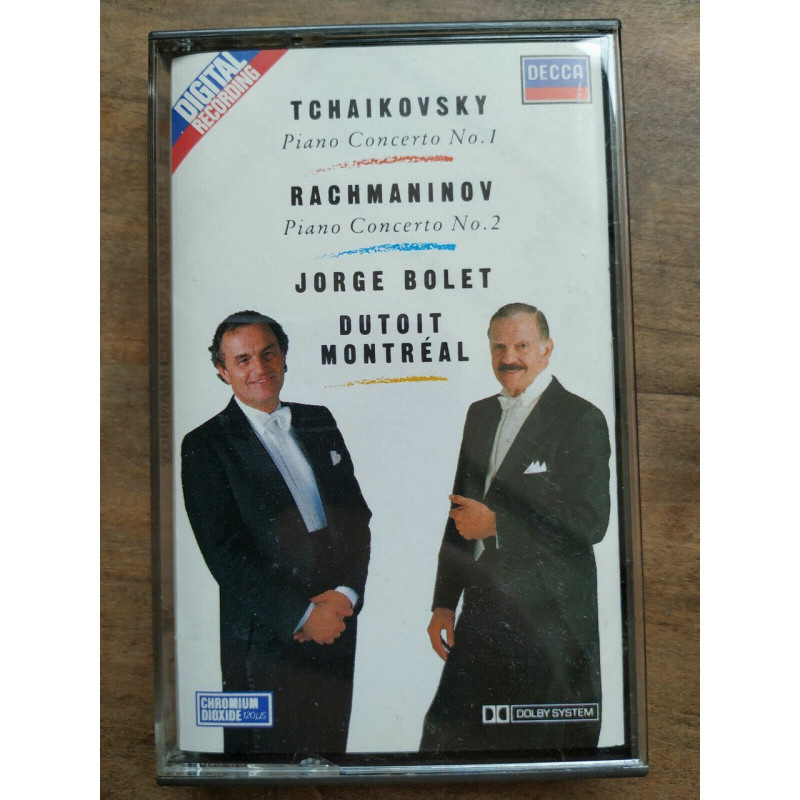 DIGITAL
RECORDING
DECCA
TCHAIKOVSKY
Piano Concerto No.1
RACHMANINOV
Piano Concerto No.2
JORGE BOLET
DUTOIT
MONTRÉAL
CHROMIUM
DIOXIDE 120µS
DOLBY SYSTEM